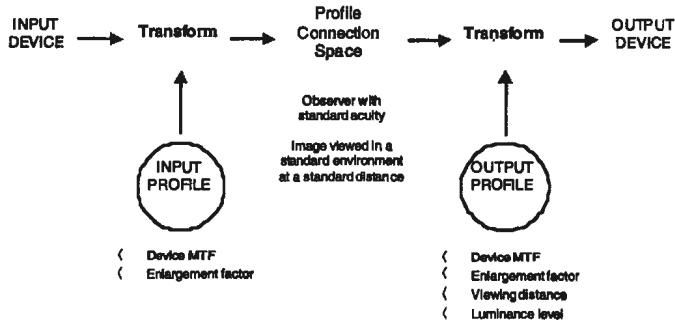 INPUT
DEVICE
Transform
Profile
Connection
Space
Transform
OUTPUT
DEVICE
Observer with
standard acuity
Image viewed in a
standard environment
at a standard distance
INPUT
PROFILE
OUTPUT
PROFILE
⟨ Device MTF
⟨ Enlargement factor
⟨ Device MTF
⟨ Enlargement factor
⟨ Viewing distance
⟨ Luminance level